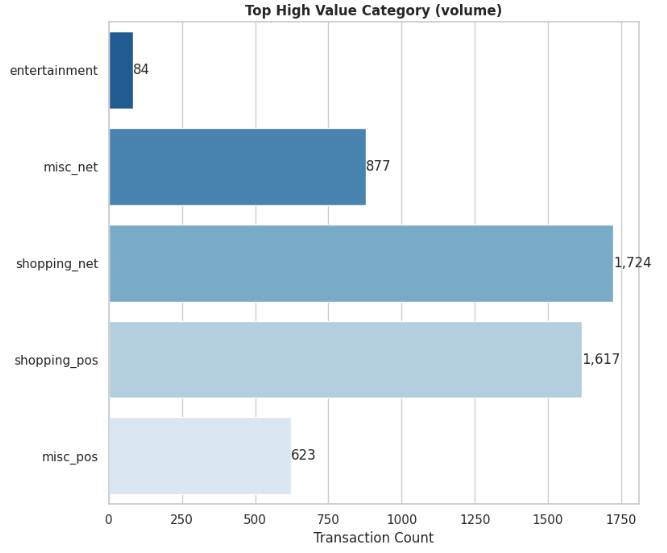 Top High Value Category (volume)
entertainment
84
misc_net
877
shopping_net
1,724
shopping_pos
1,617
misc_pos
623
0 250 500 750 1000 1250 1500 1750
Transaction Count